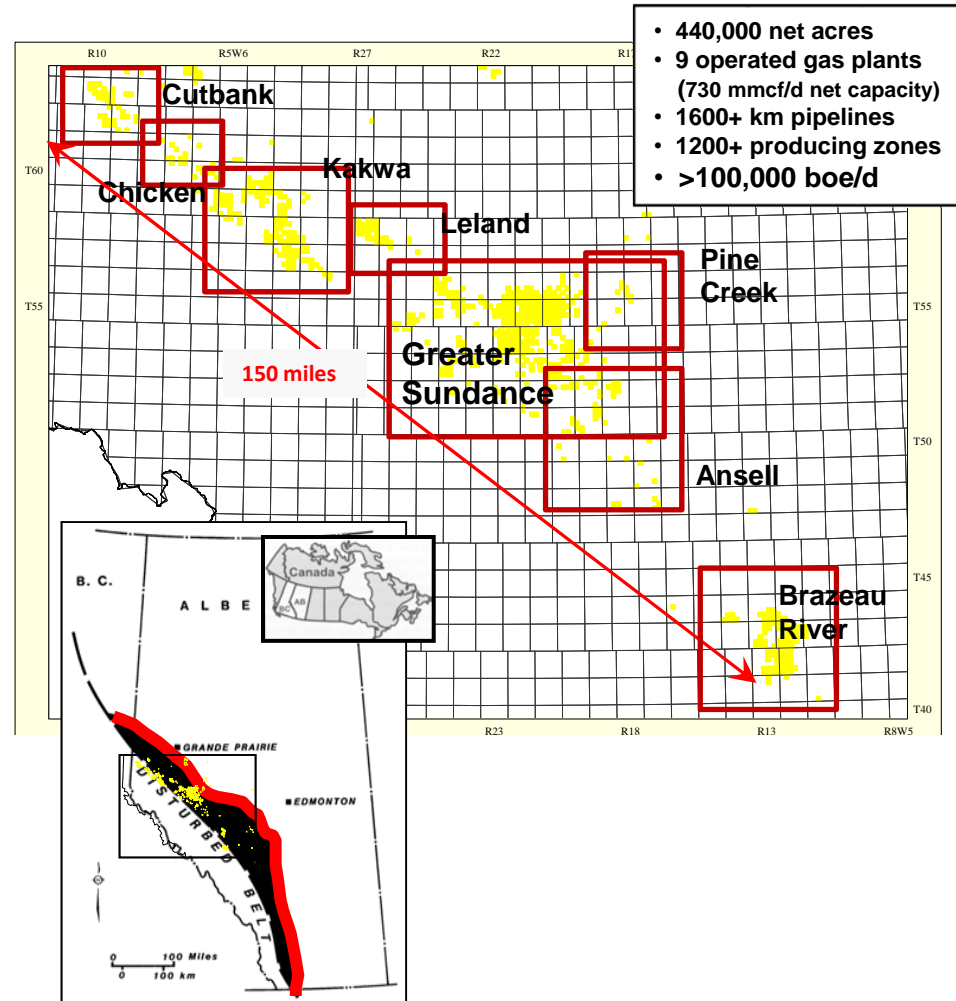 • 440,000 net acres
• 9 operated gas plants
(730 mmcf/d net capacity)
• 1600+ km pipelines
• 1200+ producing zones
• >100,000 boe/d
R10
R5W6
R27
R22
R17
Cutbank
T60
Kakwa
Chicken
Leland
Pine
Creek
T55
T55
Greater
Sundance
150 miles
T50
Ansell
T45
Brazeau
River
T40
R23
R18
R13
R8W5
B. C.
ALBE
Canada
BC
AB
GRANDE PRAIRIE
EDMONTON
DISTURBED BELT
0 100 Miles
0 100 km